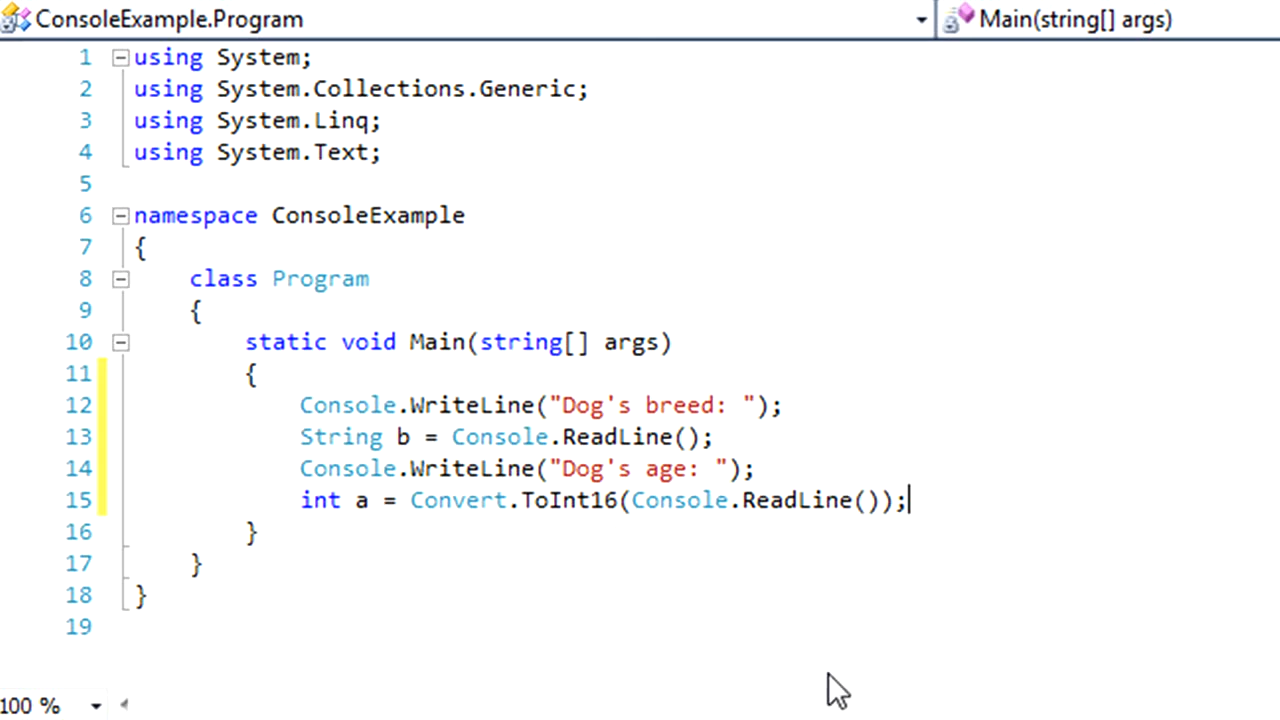 ConsoleExample.Program Main(string[] args)
1 using System;
2 using System.Collections.Generic;
3 using System.Linq;
4 using System.Text;
5
6 namespace ConsoleExample
7 {
8 class Program
9 {
10 static void Main(string[] args)
11 {
12 Console.WriteLine("Dog's breed: ");
13 String b = Console.ReadLine();
14 Console.WriteLine("Dog's age: ");
15 int a = Convert.ToInt16(Console.ReadLine());
16 }
17 }
18 }
19
100 %